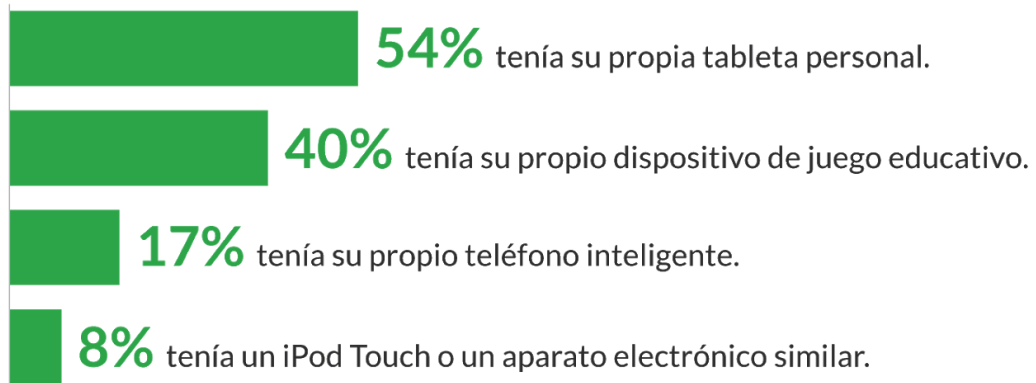 54% tenía su propia tableta personal.
40% tenía su propio dispositivo de juego educativo.
17% tenía su propio teléfono inteligente.
8% tenía un iPod Touch o un aparato electrónico similar.